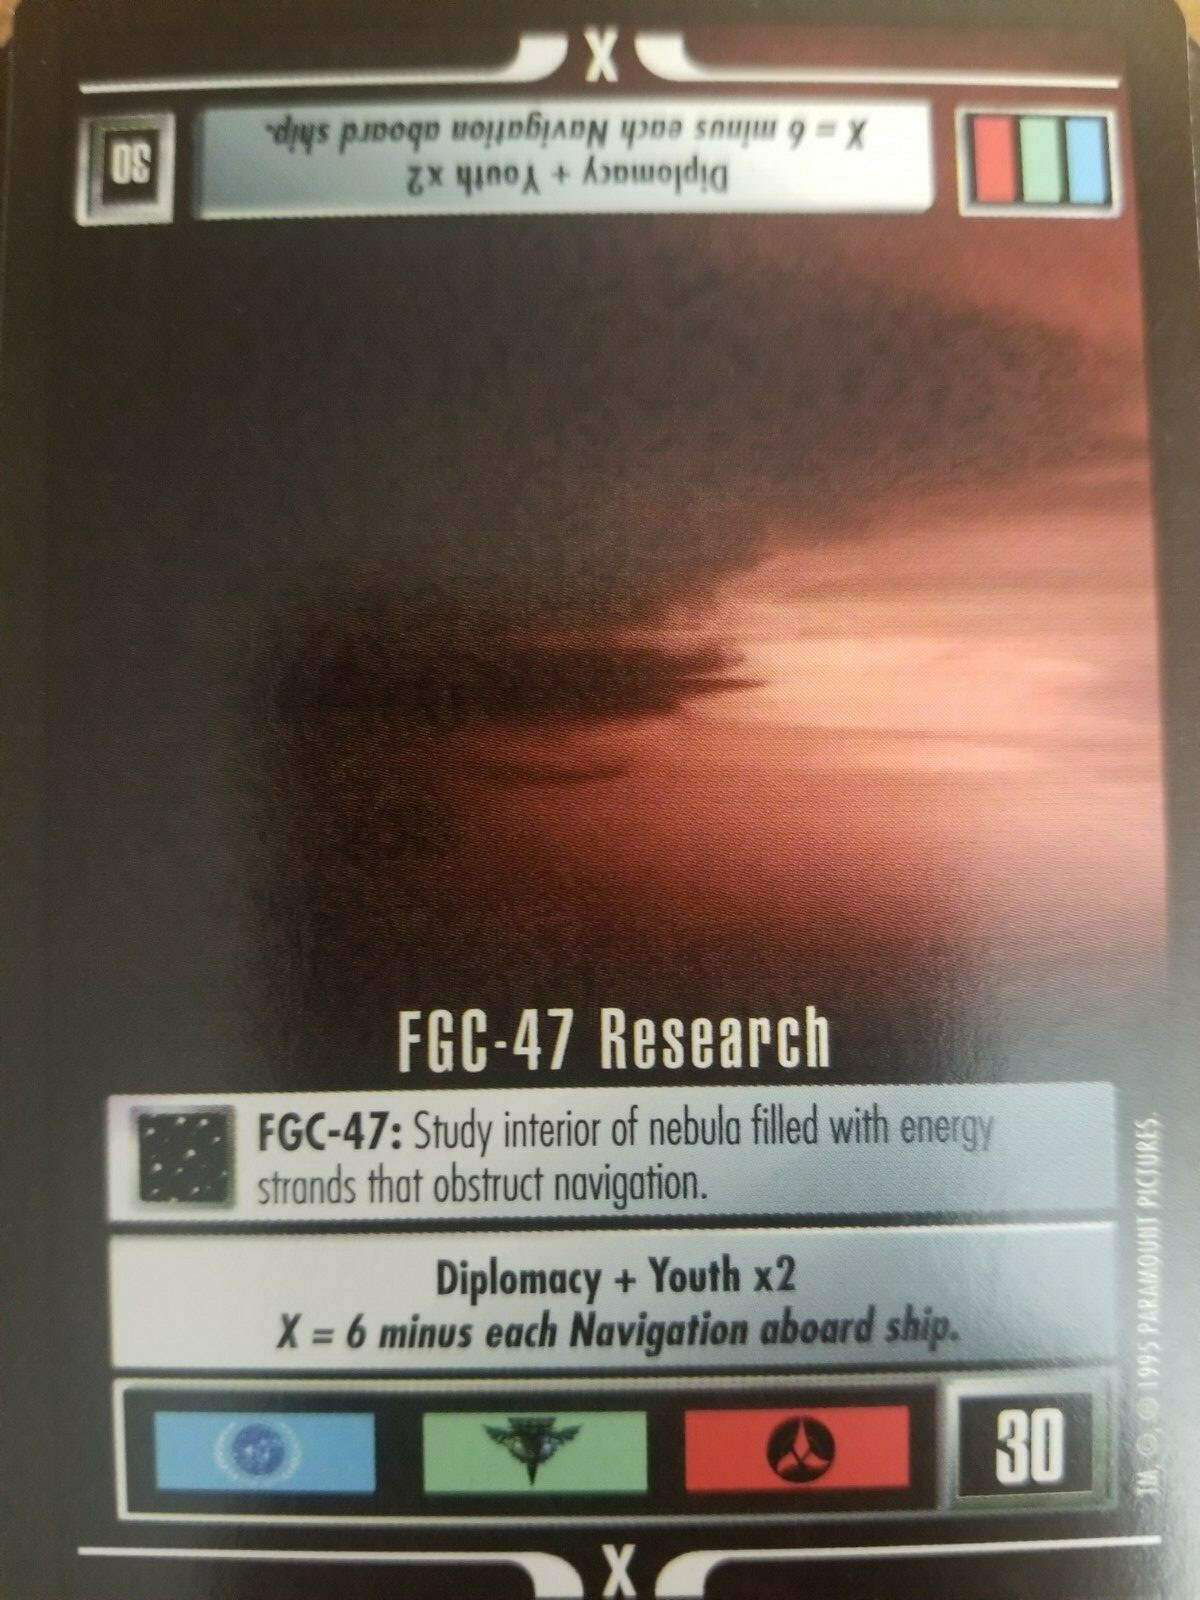 X
Diplomacy + Youth x2
X = 6 minus each Navigation aboard ship.
30
FGC-47 Research
FGC-47: Study interior of nebula filled with energy
strands that obstruct navigation.
Diplomacy + Youth x2
X = 6 minus each Navigation aboard ship.
30
X
TM, ©, © 1995 PARAMOUNT PICTURES.